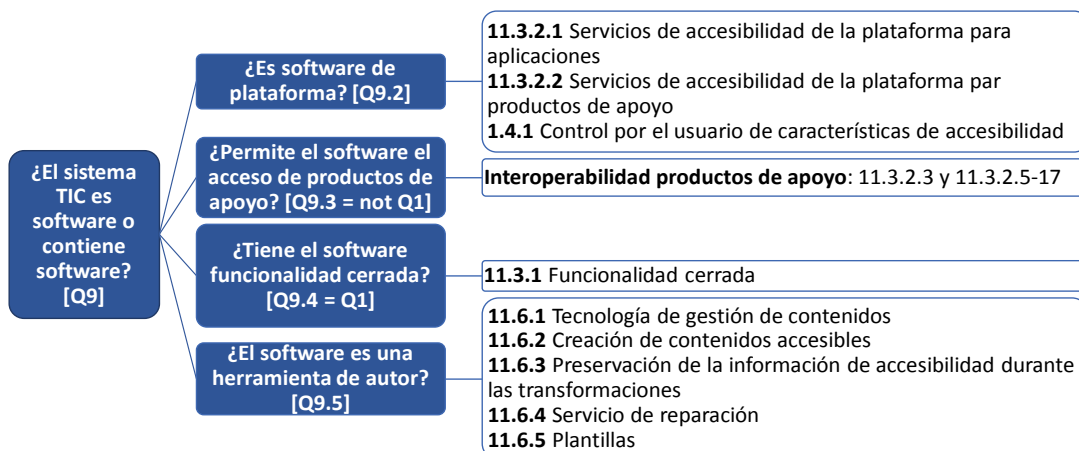 ¿El sistema
TIC es
software o
contiene
software?
[Q9]
¿Es software de
plataforma? [Q9.2]
11.3.2.1 Servicios de accesibilidad de la plataforma para
aplicaciones
11.3.2.2 Servicios de accesibilidad de la plataforma par
productos de apoyo
1.4.1 Control por el usuario de características de accesibilidad
¿Permite el software el
acceso de productos de
apoyo? [Q9.3 = not Q1]
Interoperabilidad productos de apoyo: 11.3.2.3 y 11.3.2.5-17
¿Tiene el software
funcionalidad cerrada?
[Q9.4 = Q1]
11.3.1 Funcionalidad cerrada
¿El software es una
herramienta de autor?
[Q9.5]
11.6.1 Tecnología de gestión de contenidos
11.6.2 Creación de contenidos accesibles
11.6.3 Preservación de la información de accesibilidad durante
las transformaciones
11.6.4 Servicio de reparación
11.6.5 Plantillas